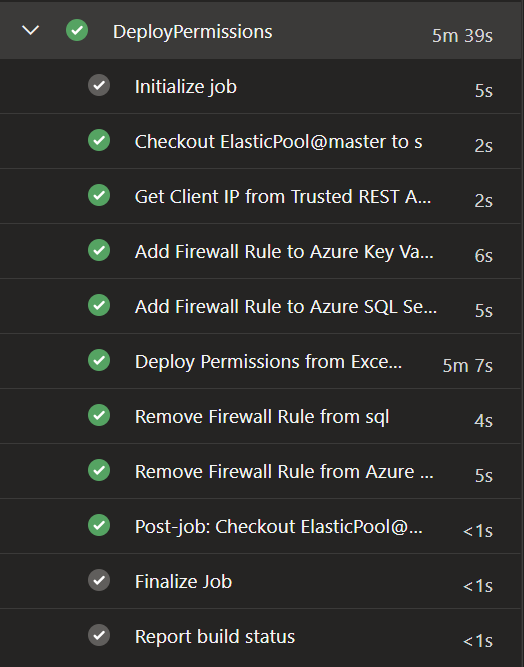 DeployPermissions 5m 39s
Initialize job 5s
Checkout ElasticPool@master to s 2s
Get Client IP from Trusted REST A... 2s
Add Firewall Rule to Azure Key Va... 6s
Add Firewall Rule to Azure SQL Se... 5s
Deploy Permissions from Exce... 5m 7s
Remove Firewall Rule from sql 4s
Remove Firewall Rule from Azure ... 5s
Post-job: Checkout ElasticPool@... <1s
Finalize Job <1s
Report build status <1s